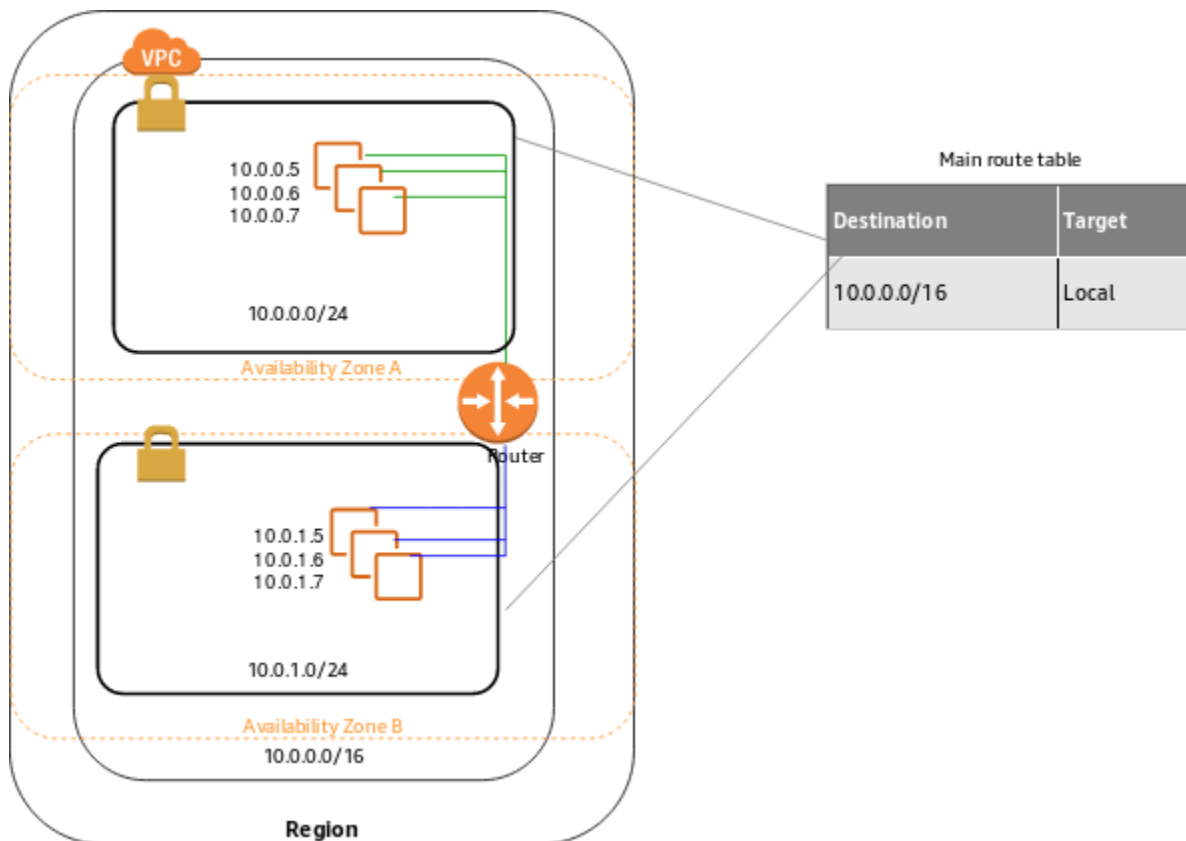 VPC
10.0.0.5
10.0.0.6
10.0.0.7
10.0.0.0/24
Availability Zone A
Router
10.0.1.5
10.0.1.6
10.0.1.7
10.0.1.0/24
Availability Zone B
10.0.0.0/16
Region
Main route table
Destination Target
10.0.0.0/16 Local